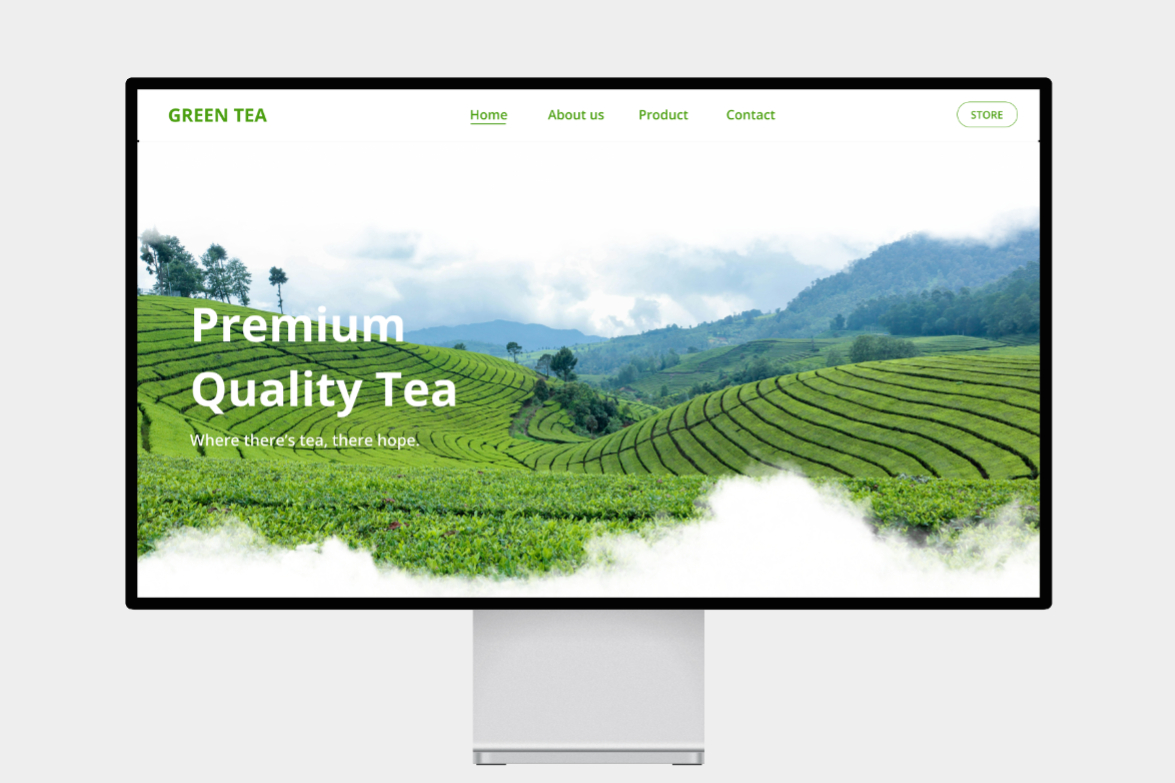 GREEN TEA
Home About us Product Contact
STORE
Premium
Quality Tea
Where there's tea, there hope.